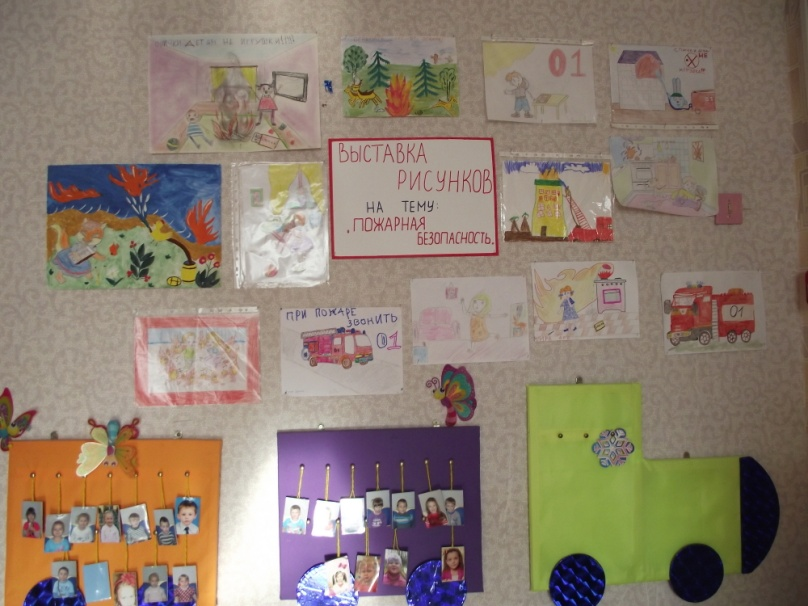 01
ВЫСТАВКА
РИСУНКОВ
НА ТЕМУ:
ПОЖАРНАЯ
БЕЗОПАСНОСТЬ.
ПРИ ПОЖАРЕ
ЗВОНИТЬ
01
01